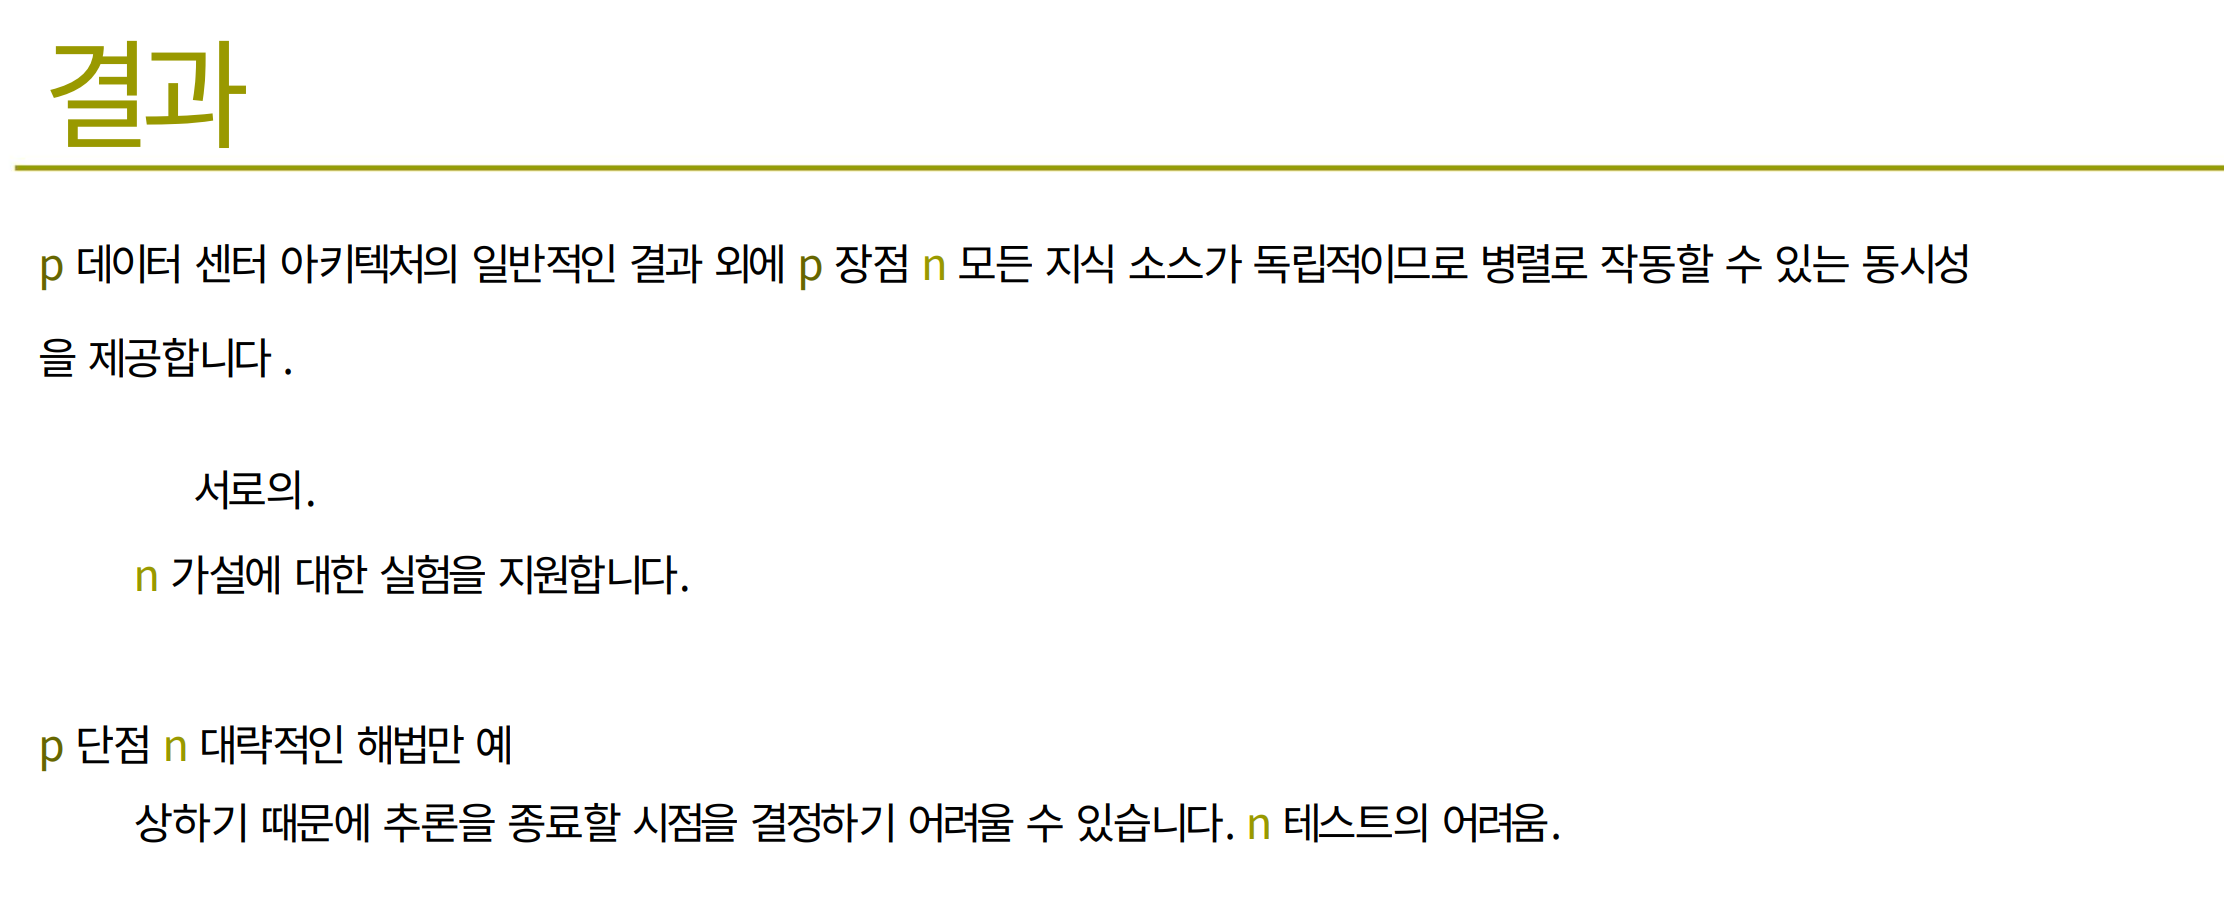 결과
p 데이터 센터 아키텍처의 일반적인 결과 외에 p 장점 n 모든 지식 소스가 독립적이므로 병렬로 작동할 수 있는 동시성
을 제공합니다 .
서로의.
n 가설에 대한 실험을 지원합니다.
p 단점 n 대략적인 해법만 예
상하기 때문에 추론을 종료할 시점을 결정하기 어려울 수 있습니다. n 테스트의 어려움.